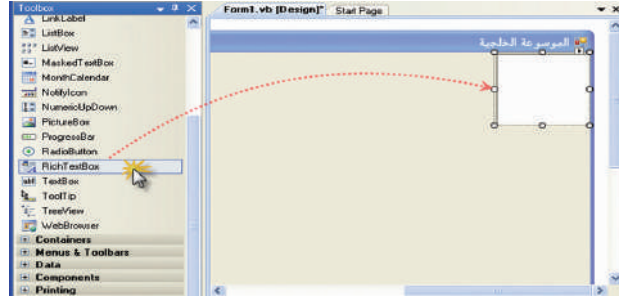 Toolbox
LinkLabel
ListBox
ListView
MaskedTextBox
MonthCalendar
NotifyIcon
NumericUpDown
PictureBox
ProgressBar
RadioButton
RichTextBox
TextBox
ToolTip
TreeView
WebBrowser
Containers
Menus & Toolbars
Data
Components
Printing
Form1.vb [Design]* Start Page
الموسوعة الخلجية